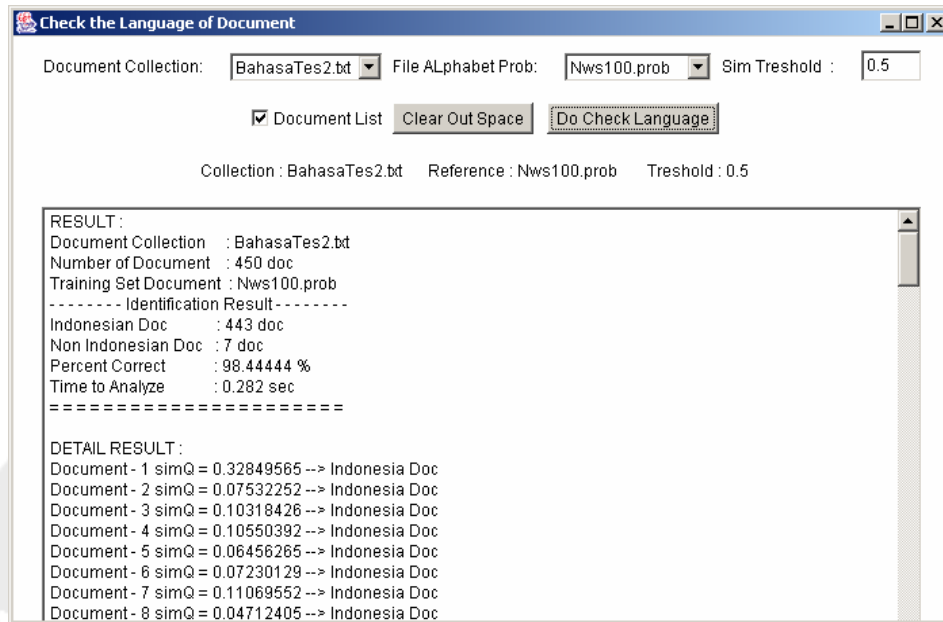 Check the Language of Document
Document Collection: BahasaTes2.txt File ALphabet Prob: Nws100.prob Sim Treshold : 0.5
Document List Clear Out Space Do Check Language
Collection : BahasaTes2.txt Reference : Nws100.prob Treshold : 0.5
RESULT :
Document Collection : BahasaTes2.txt
Number of Document : 450 doc
Training Set Document : Nws100.prob
- - - - - - - - Identification Result - - - - - - - -
Indonesian Doc : 443 doc
Non Indonesian Doc : 7 doc
Percent Correct : 98.44444 %
Time to Analyze : 0.282 sec
= = = = = = = = = = = = = = = = = = = = = = =
DETAIL RESULT :
Document - 1 simQ = 0.32849565 --> Indonesia Doc
Document - 2 simQ = 0.07532252 --> Indonesia Doc
Document - 3 simQ = 0.10318426 --> Indonesia Doc
Document - 4 simQ = 0.10550392 --> Indonesia Doc
Document - 5 simQ = 0.06456265 --> Indonesia Doc
Document - 6 simQ = 0.07230129 --> Indonesia Doc
Document - 7 simQ = 0.11069552 --> Indonesia Doc
Document - 8 simQ = 0.04712405 --> Indonesia Doc